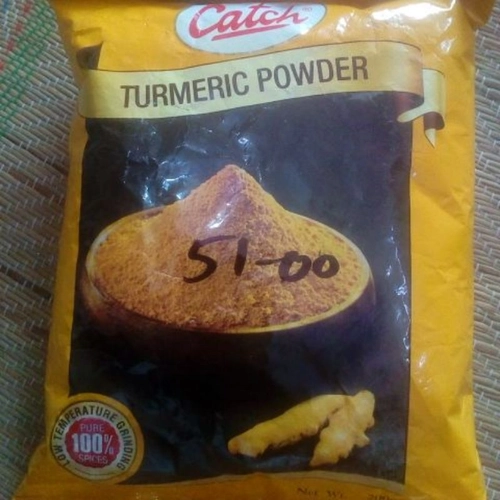 Catch®
TURMERIC POWDER
51-00
LOW TEMPERATURE GRINDING
PURE
100%
SPICES